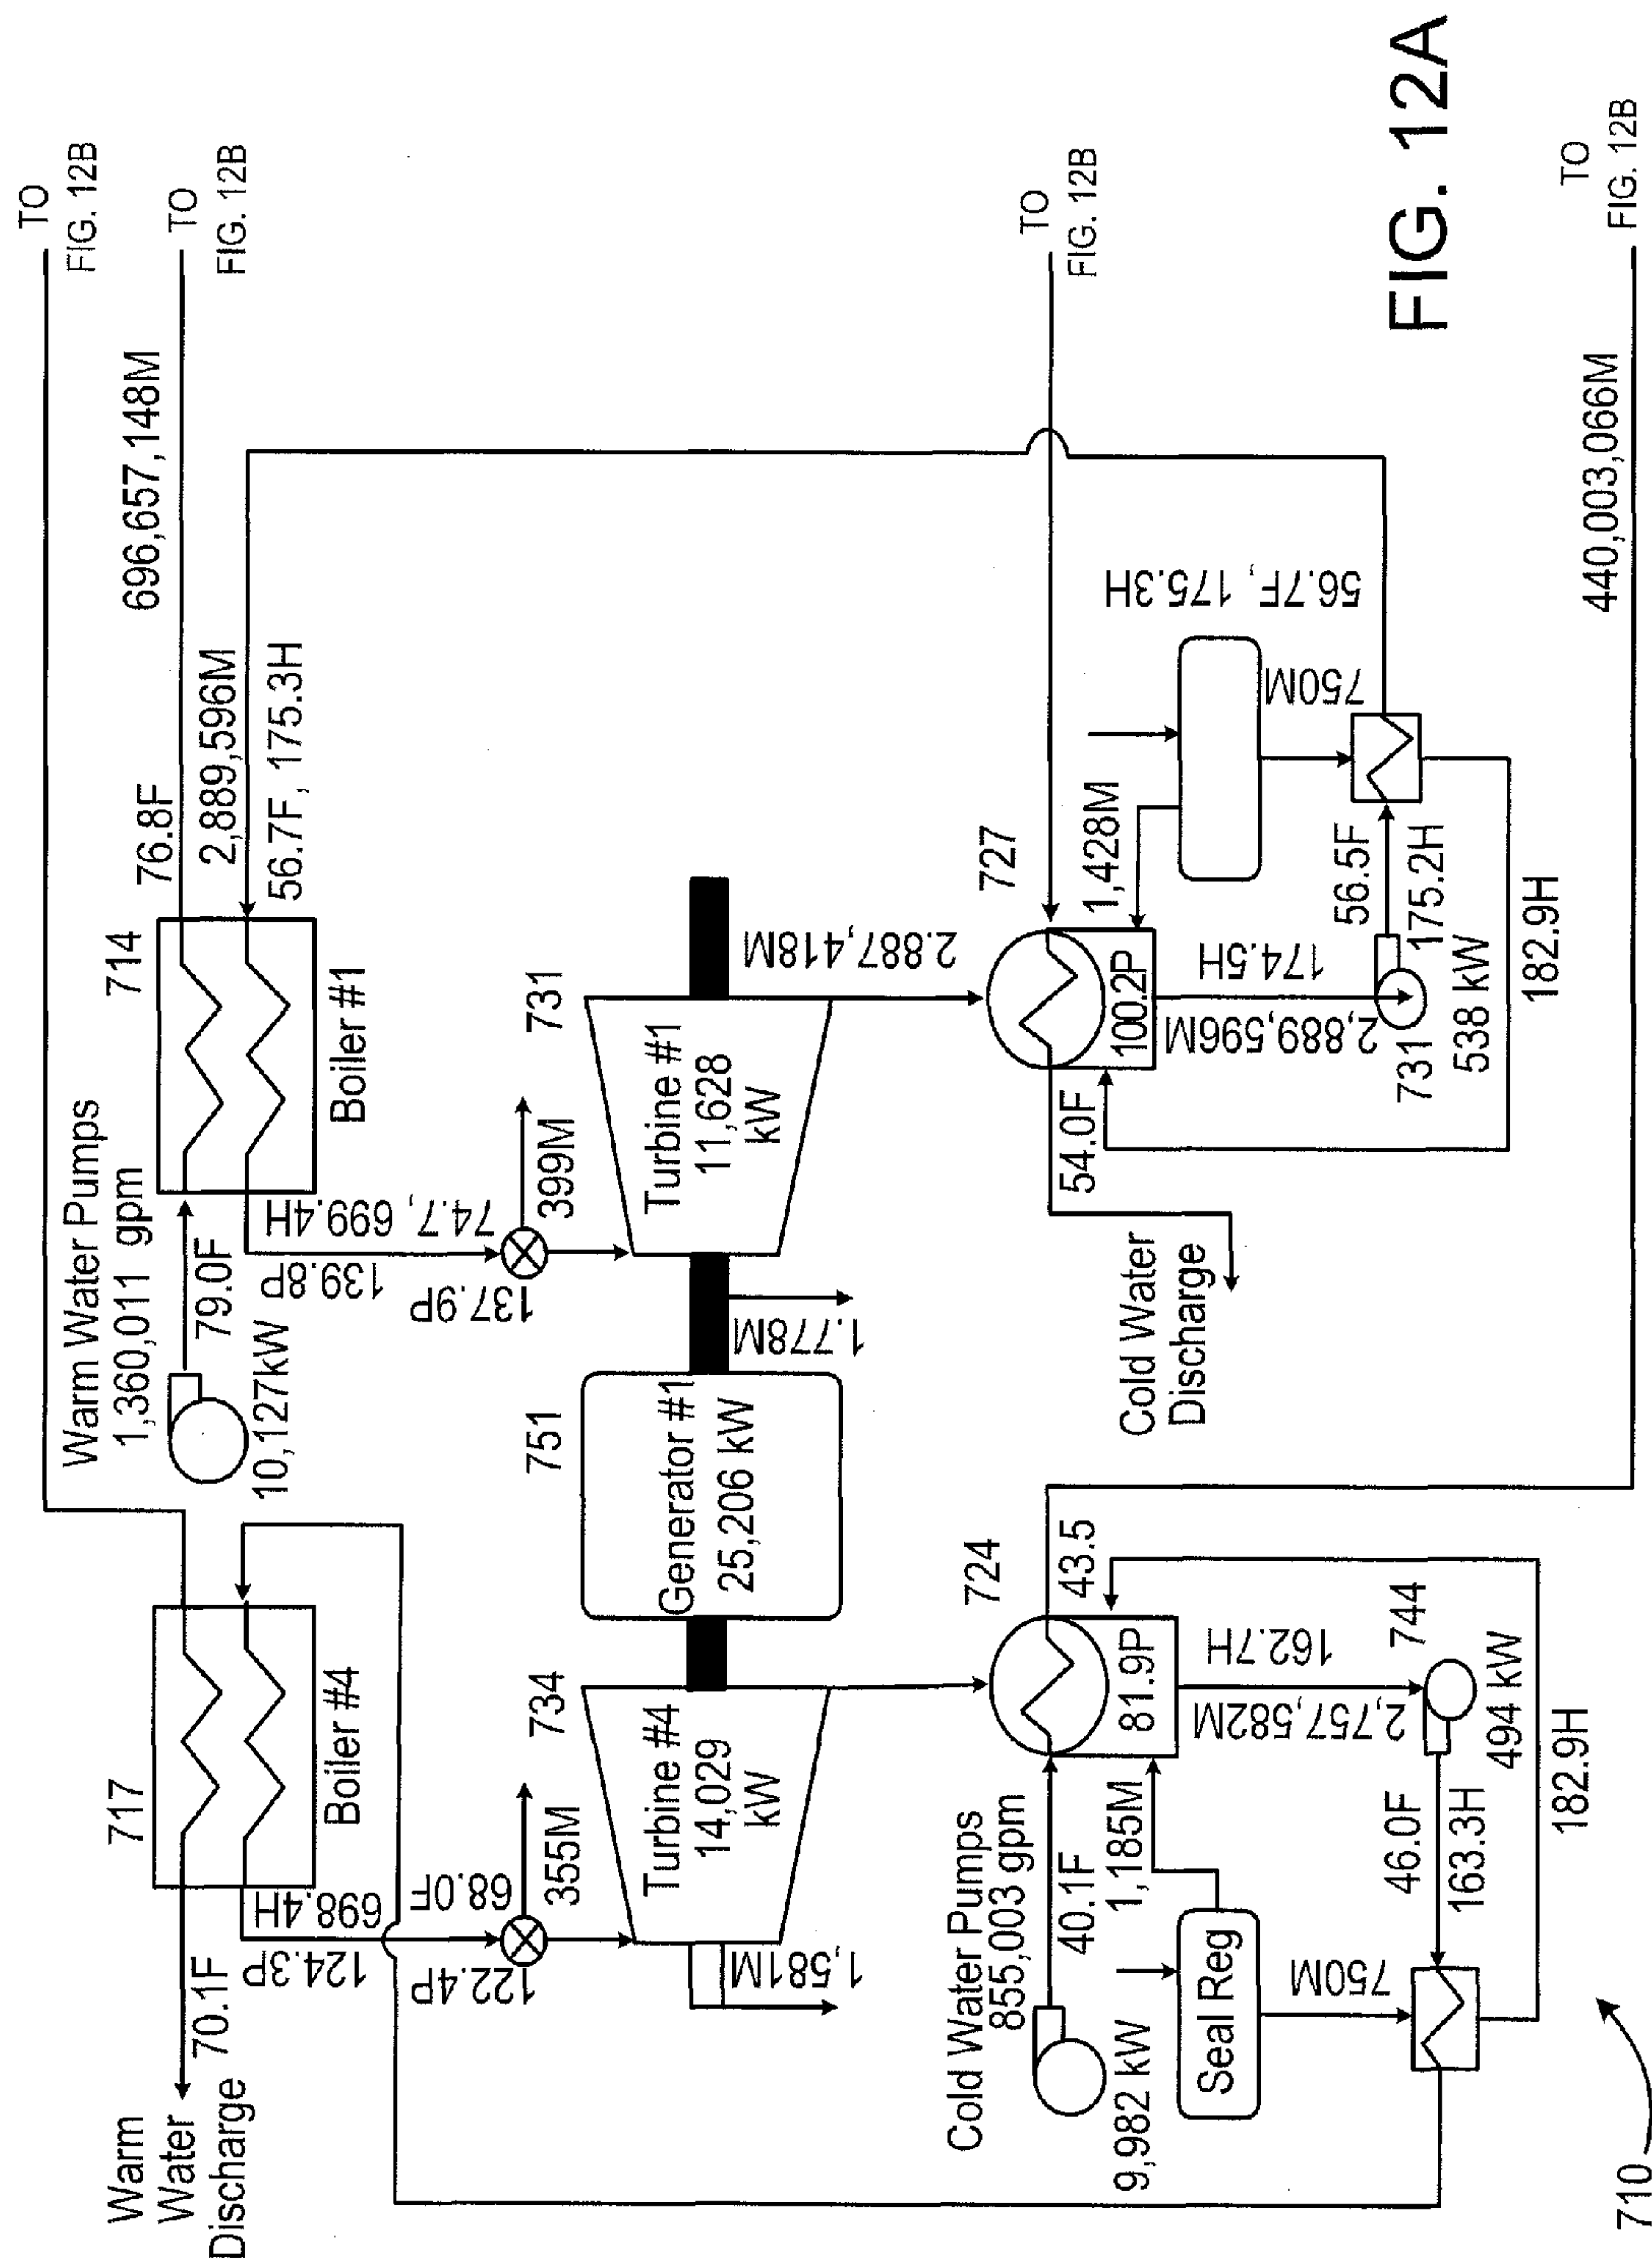 TO
FIG. 12B
TO
FIG. 12B
TO
FIG. 12B
TO
FIG. 12B
FIG. 12A
Warm
Water
Discharge
70.1F
717
Boiler #4
Warm Water Pumps
1,360,011 gpm
79.0F
10,127kW
714
Boiler #1
76.8F
696,657,148M
2,889,596M
56.7F, 175.3H
698.4H
124.3P
68.0F
122.4P
355M
74.7, 699.4H
139.8P
137.9P
399M
734
Turbine #4
14,029
kW
1,581M
751
Generator #1
25,206 kW
1.778M
731
Turbine #1
11,628
kW
2.887,418M
Cold Water Pumps
855,003 gpm
40.1F
9,982 kW
724
43.5
81.9P
1,185M
Seal Reg
750M
162.7H
2,757,582M
744
494 kW
46.0F
163.3H
182.9H
Cold Water
Discharge
54.0F
727
100.2P
1,428M
174.5H
2,889,596M
731
538 kW
56.5F
175.2H
182.9H
750M
56.7F, 175.3H
440,003,066M
710